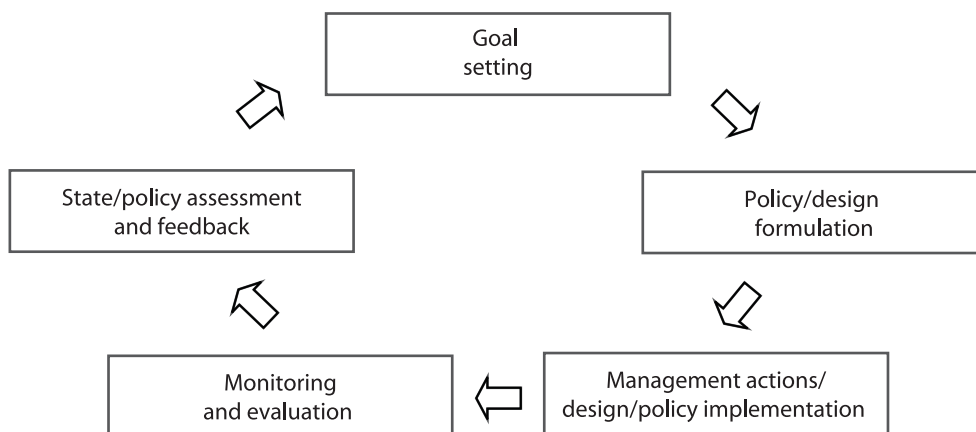 Goal
setting
State/policy assessment
and feedback
Policy/design
formulation
Monitoring
and evaluation
Management actions/
design/policy implementation